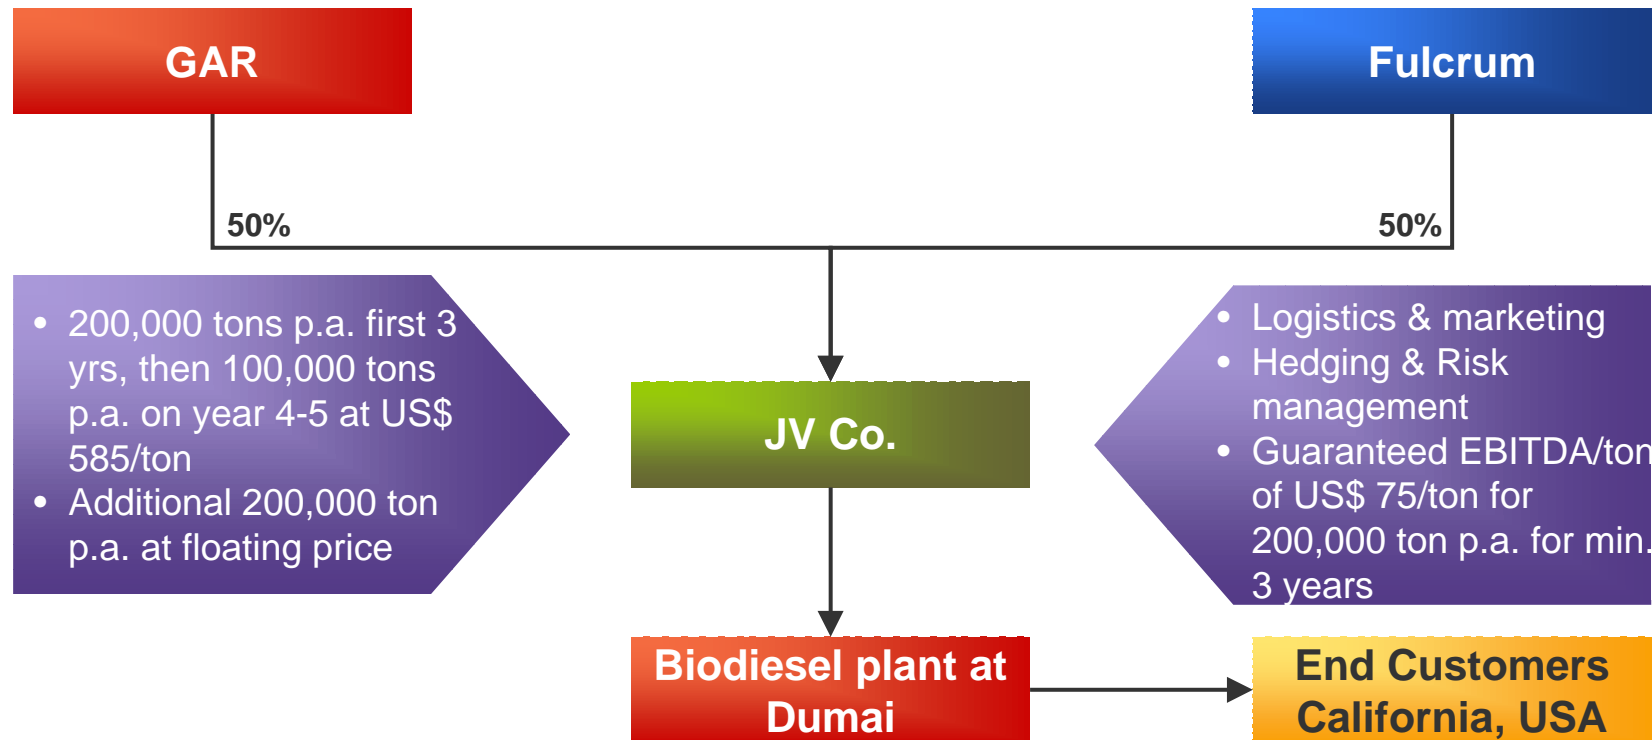 GAR
Fulcrum
50%
50%
• 200,000 tons p.a. first 3
yrs, then 100,000 tons
p.a. on year 4-5 at US$
585/ton
• Additional 200,000 ton
p.a. at floating price
JV Co.
• Logistics & marketing
• Hedging & Risk
management
• Guaranteed EBITDA/ton
of US$ 75/ton for
200,000 ton p.a. for min.
3 years
Biodiesel plant at
Dumai
End Customers
California, USA